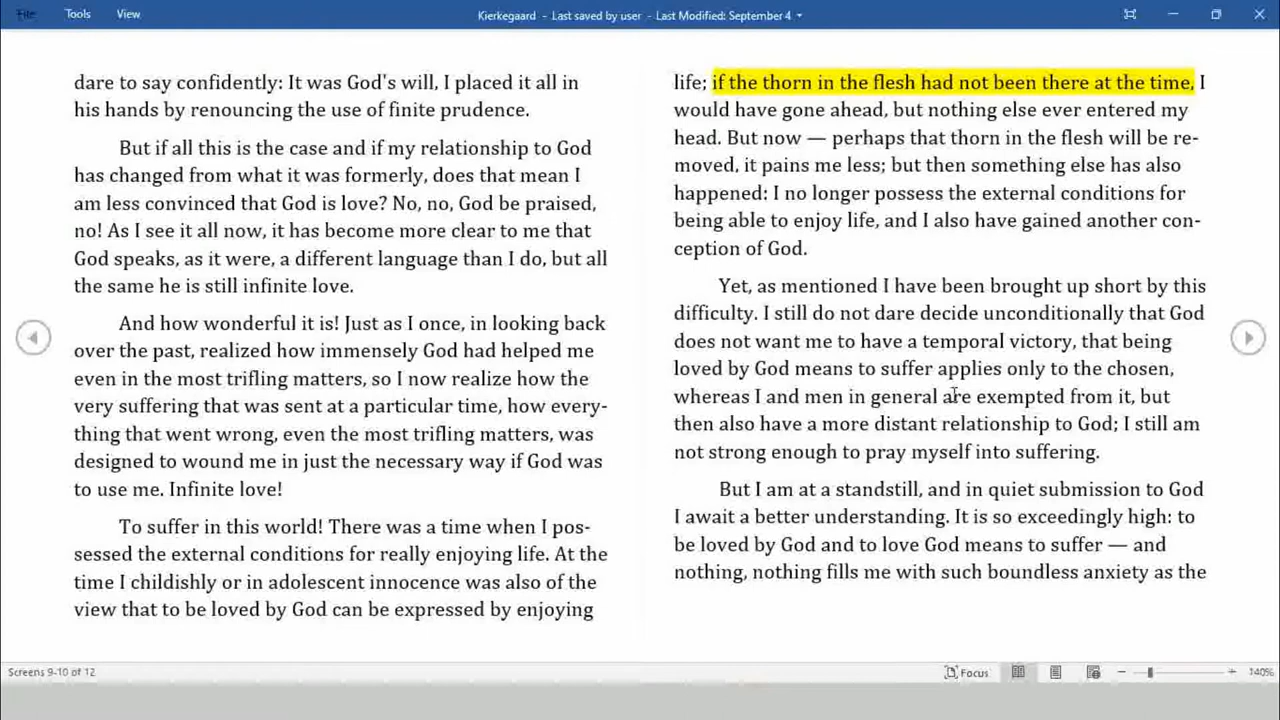 File Tools View Kierkegaard - Last saved by user - Last Modified: September 4
dare to say confidently: It was God's will, I placed it all in
his hands by renouncing the use of finite prudence.
But if all this is the case and if my relationship to God
has changed from what it was formerly, does that mean I
am less convinced that God is love? No, no, God be praised,
no! As I see it all now, it has become more clear to me that
God speaks, as it were, a different language than I do, but all
the same he is still infinite love.
And how wonderful it is! Just as I once, in looking back
over the past, realized how immensely God had helped me
even in the most trifling matters, so I now realize how the
very suffering that was sent at a particular time, how every-
thing that went wrong, even the most trifling matters, was
designed to wound me in just the necessary way if God was
to use me. Infinite love!
To suffer in this world! There was a time when I pos-
sessed the external conditions for really enjoying life. At the
time I childishly or in adolescent innocence was also of the
view that to be loved by God can be expressed by enjoying
life; if the thorn in the flesh had not been there at the time, I
would have gone ahead, but nothing else ever entered my
head. But now — perhaps that thorn in the flesh will be re-
moved, it pains me less; but then something else has also
happened: I no longer possess the external conditions for
being able to enjoy life, and I also have gained another con-
ception of God.
Yet, as mentioned I have been brought up short by this
difficulty. I still do not dare decide unconditionally that God
does not want me to have a temporal victory, that being
loved by God means to suffer applies only to the chosen,
whereas I and men in general are exempted from it, but
then also have a more distant relationship to God; I still am
not strong enough to pray myself into suffering.
But I am at a standstill, and in quiet submission to God
I await a better understanding. It is so exceedingly high: to
be loved by God and to love God means to suffer — and
nothing, nothing fills me with such boundless anxiety as the
Screens 9-10 of 12 Focus 140%